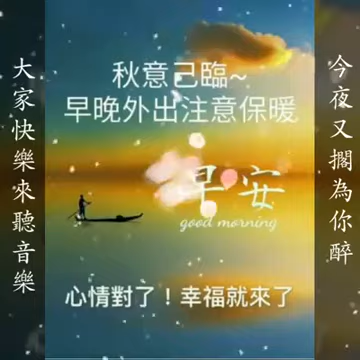 今夜又擱為你醉
秋意己臨~
早晚外出注意保暖
早安
good morning
心情對了！幸福就來了
大家快樂來聽音樂